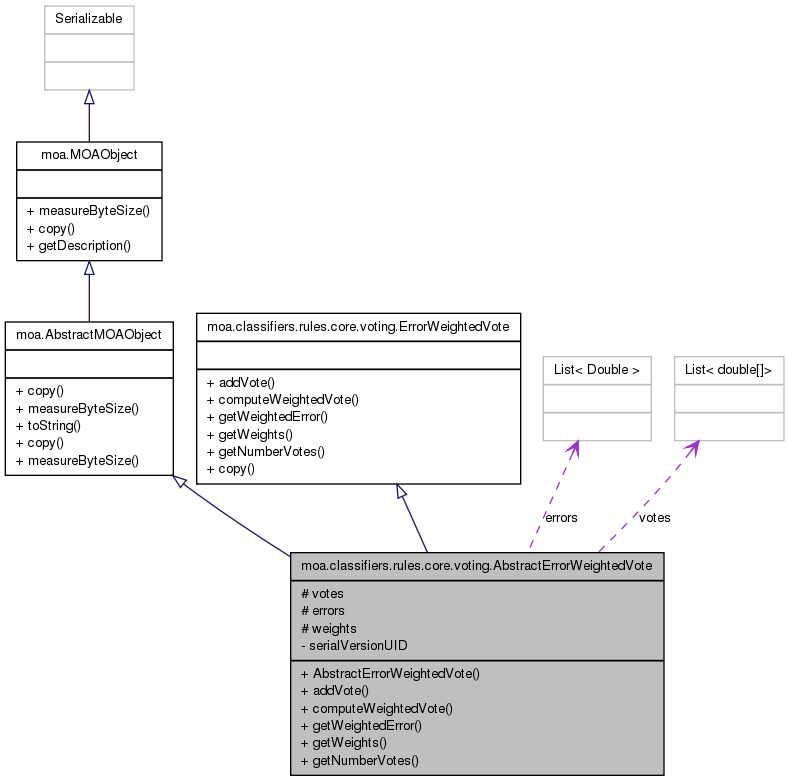 Serializable
moa.MOAObject
+ measureByteSize()
+ copy()
+ getDescription()
moa.AbstractMOAObject
+ copy()
+ measureByteSize()
+ toString()
+ copy()
+ measureByteSize()
moa.classifiers.rules.core.voting.ErrorWeightedVote
+ addVote()
+ computeWeightedVote()
+ getWeightedError()
+ getWeights()
+ getNumberVotes()
+ copy()
List< Double >
List< double[]>
errors
votes
moa.classifiers.rules.core.voting.AbstractErrorWeightedVote
# votes
# errors
# weights
- serialVersionUID
+ AbstractErrorWeightedVote()
+ addVote()
+ computeWeightedVote()
+ getWeightedError()
+ getWeights()
+ getNumberVotes()